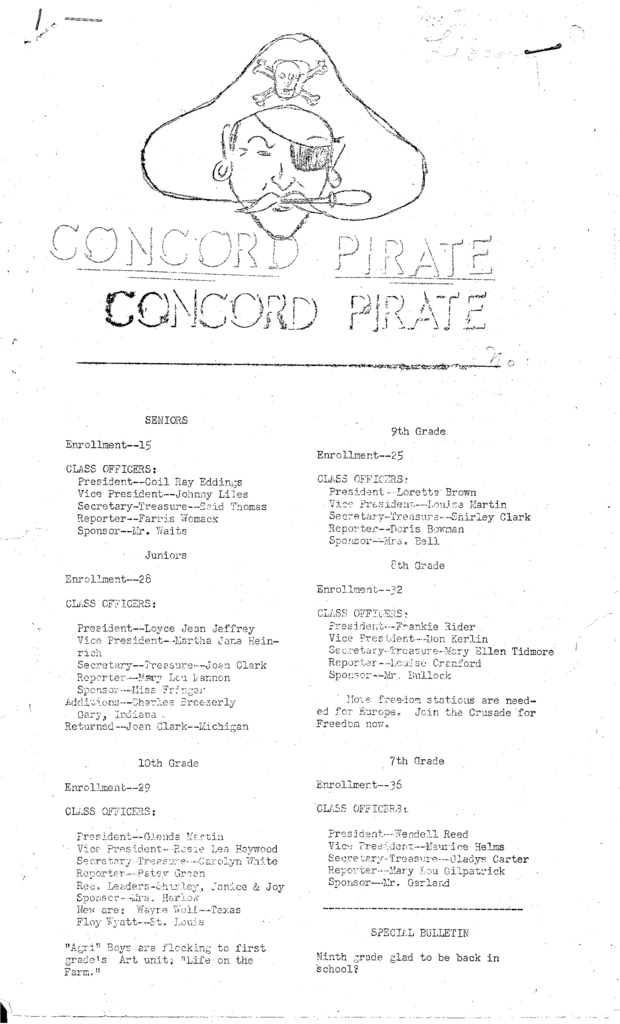 CONCORD PIRATE
CONCORD PIRATE
No.
SENIORS
Enrollment--15
CLASS OFFICERS:
President--Coil Ray Eddings
Vice President--Johnny Liles
Secretary-Treasure--Said Thomas
Reporter--Farris Womack
Sponsor--Mr. Waits
Juniors
Enrollment--28
CLASS OFFICERS:
President--Loyce Jean Jeffrey
Vice President--Martha Jane Hein-
rich
Secretary--Treasure--Joan Clark
Reporter--Mary Lou Lannon
Sponsor--Miss Fringer
Additions--Charles Breezerly
Gary, Indiana.
Returned--Joan Clark--Michigan
10th Grade
Enrollment--29
CLASS OFFICERS:
President--Glenda Martin
Vice President--Rosie Lea Haywood
Secretary-Treasure--Carolyn White
Reporter--Patsy Green
Rec. Leaders-Shirley, Janice & Joy
Sponsor--Mrs. Harlow
New are: Wayne Wolf--Texas
Floy Wyatt--St. Louis
"Agri" Boys are flocking to first
grade's Art unit; "Life on the
Farm."
9th Grade
Enrollment--25
CLASS OFFICERS:
President--Loretta Brown
Vice President--Louise Martin
Secretary-Treasure--Shirley Clark
Reporter--Doris Bowman
Sponsor--Mrs. Bell
8th Grade
Enrollment--32
CLASS OFFICERS:
President--Frankie Rider
Vice President--Don Kerlin
Secretary-Treasure-Mary Ellen Tidmore
Reporter--Louise Cranford
Sponsor--Mr. Bullock
More freedom stations are need-
ed for Europe. Join the Crusade for
Freedom now.
7th Grade
Enrollment--36
CLASS OFFICERS:
President--Wendell Reed
Vice President--Maurice Helms
Secretary-Treasure--Gladys Carter
Reporter--Mary Lou Gilpatrick
Sponsor--Mr. Garland
SPECIAL BULLETIN
Ninth grade glad to be back in
school?